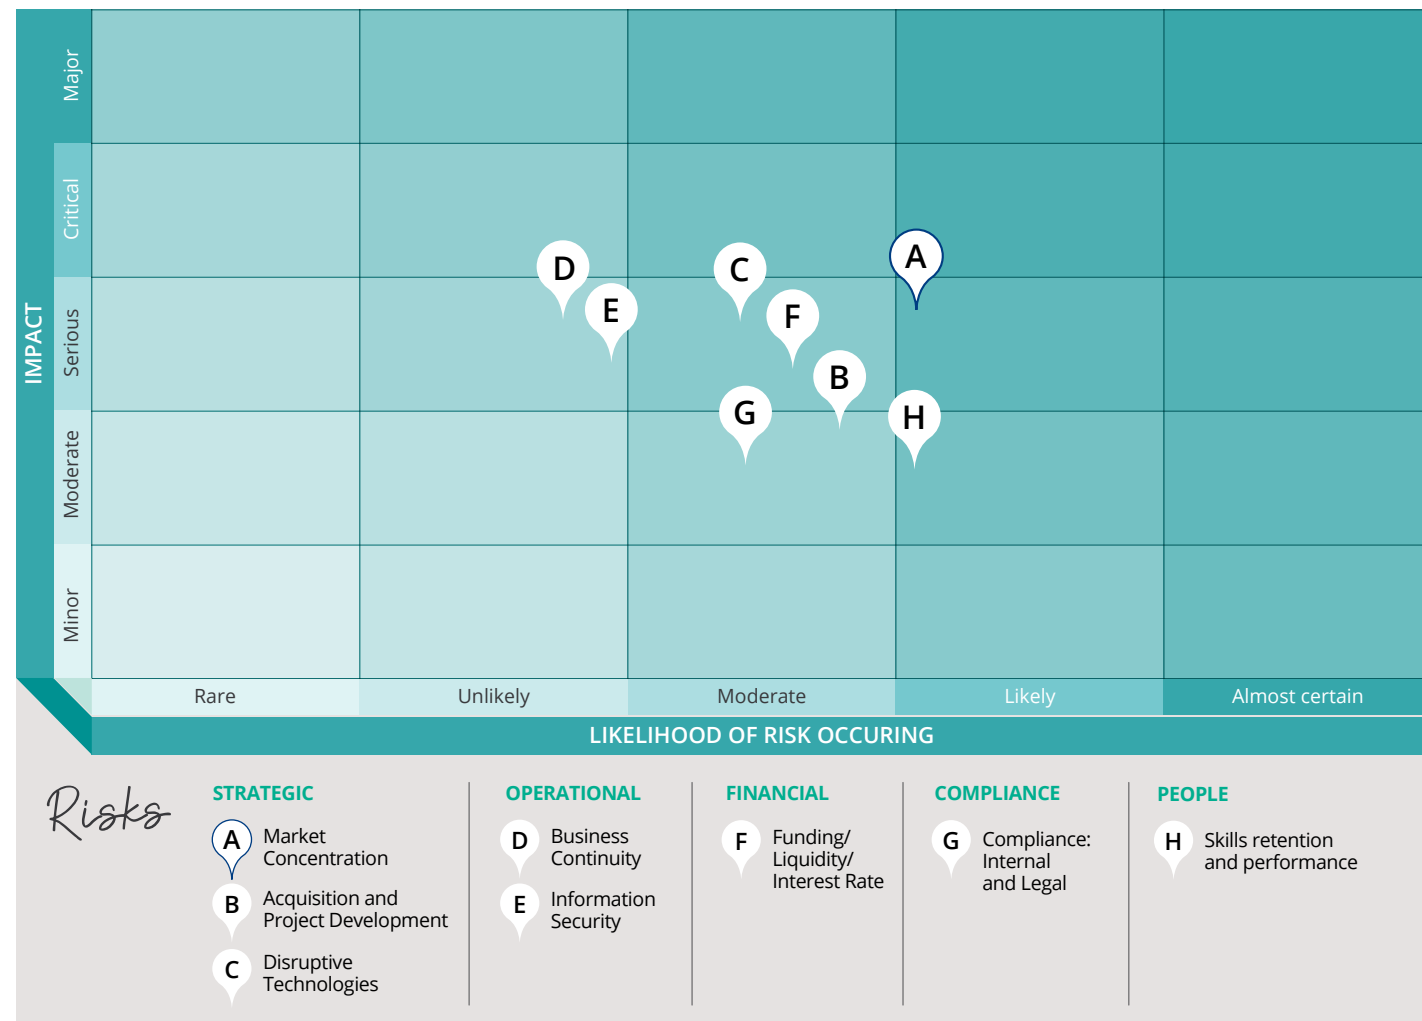 IMPACT
Major
Critical
Serious
Moderate
Minor
D
E
C
F
B
G
A
H
Rare
Unlikely
Moderate
Likely
Almost certain
LIKELIHOOD OF RISK OCCURING
Risks
STRATEGIC
A
Market
Concentration
B
Acquisition and
Project Development
C
Disruptive
Technologies
OPERATIONAL
D
Business
Continuity
E
Information
Security
FINANCIAL
F
Funding/
Liquidity/
Interest Rate
COMPLIANCE
G
Compliance:
Internal
and Legal
PEOPLE
H
Skills retention
and performance